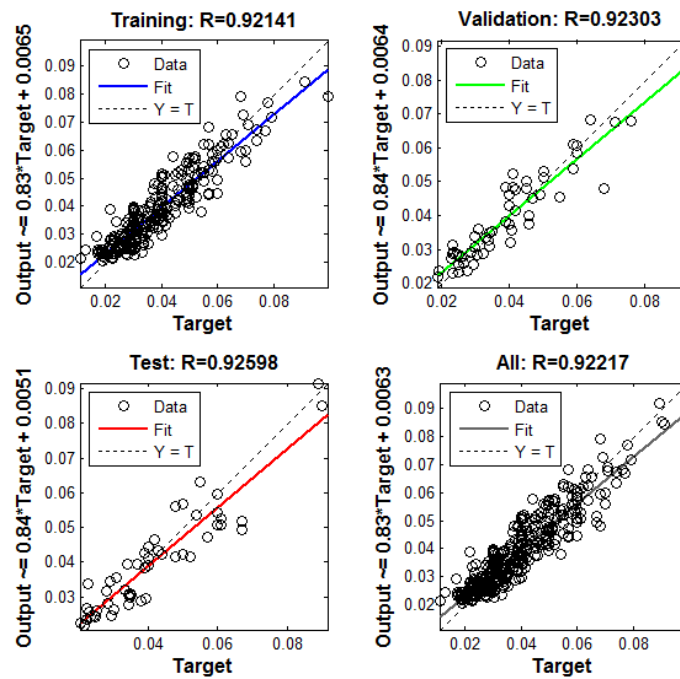 Training: R=0.92141
Output ~= 0.83*Target + 0.0065
0.09
0.08
0.07
0.06
0.05
0.04
0.03
0.02
Data
Fit
Y = T
0.02 0.04 0.06 0.08
Target
Validation: R=0.92303
Output ~= 0.84*Target + 0.0064
0.09
0.08
0.07
0.06
0.05
0.04
0.03
0.02
Data
Fit
Y = T
0.02 0.04 0.06 0.08
Target
Test: R=0.92598
Output ~= 0.84*Target + 0.0051
0.09
0.08
0.07
0.06
0.05
0.04
0.03
Data
Fit
Y = T
0.04 0.06 0.08
Target
All: R=0.92217
Output ~= 0.83*Target + 0.0063
0.09
0.08
0.07
0.06
0.05
0.04
0.03
0.02
Data
Fit
Y = T
0.02 0.04 0.06 0.08
Target